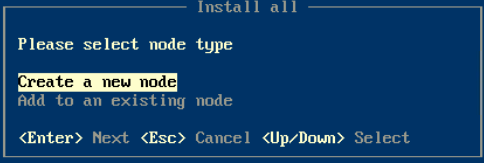 Install all
Please select node type
Create a new node
Add to an existing node
<Enter> Next <Esc> Cancel <Up/Down> Select